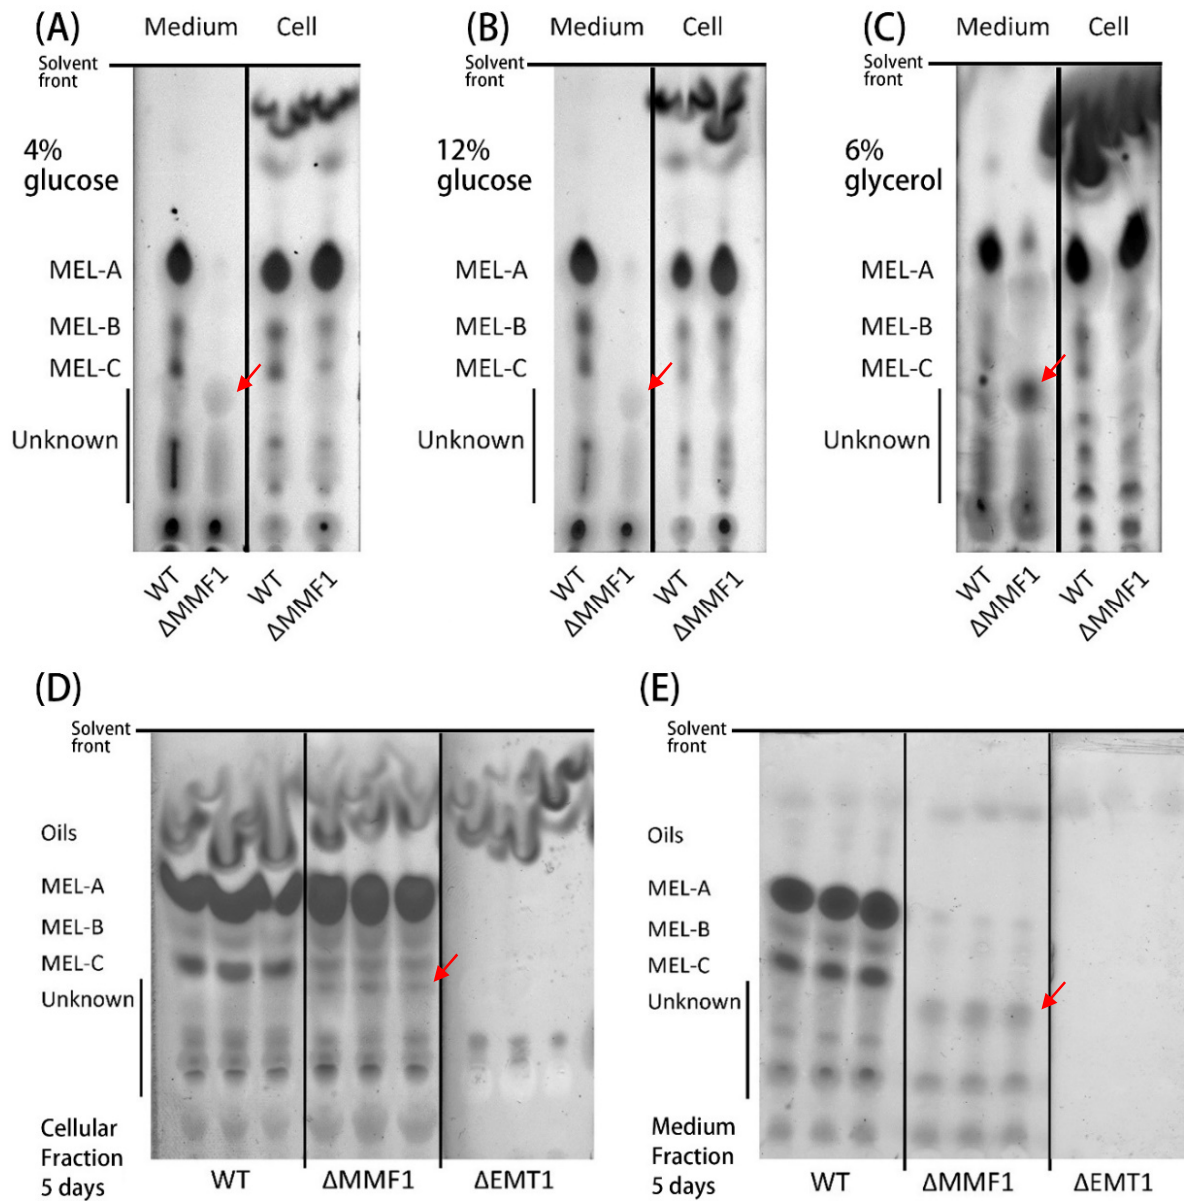 (A)
Medium Cell
Solvent
front
4%
glucose
MEL-A
MEL-B
MEL-C
Unknown
WT
ΔMMF1
WT
ΔMMF1
(B)
Medium Cell
Solvent
front
12%
glucose
MEL-A
MEL-B
MEL-C
Unknown
WT
ΔMMF1
WT
ΔMMF1
(C)
Medium Cell
Solvent
front
6%
glycerol
MEL-A
MEL-B
MEL-C
Unknown
WT
ΔMMF1
WT
ΔMMF1
(D)
Solvent
front
Oils
MEL-A
MEL-B
MEL-C
Unknown
Cellular
Fraction
5 days
WT ΔMMF1 ΔEMT1
(E)
Solvent
front
Oils
MEL-A
MEL-B
MEL-C
Unknown
Medium
Fraction
5 days
WT ΔMMF1 ΔEMT1